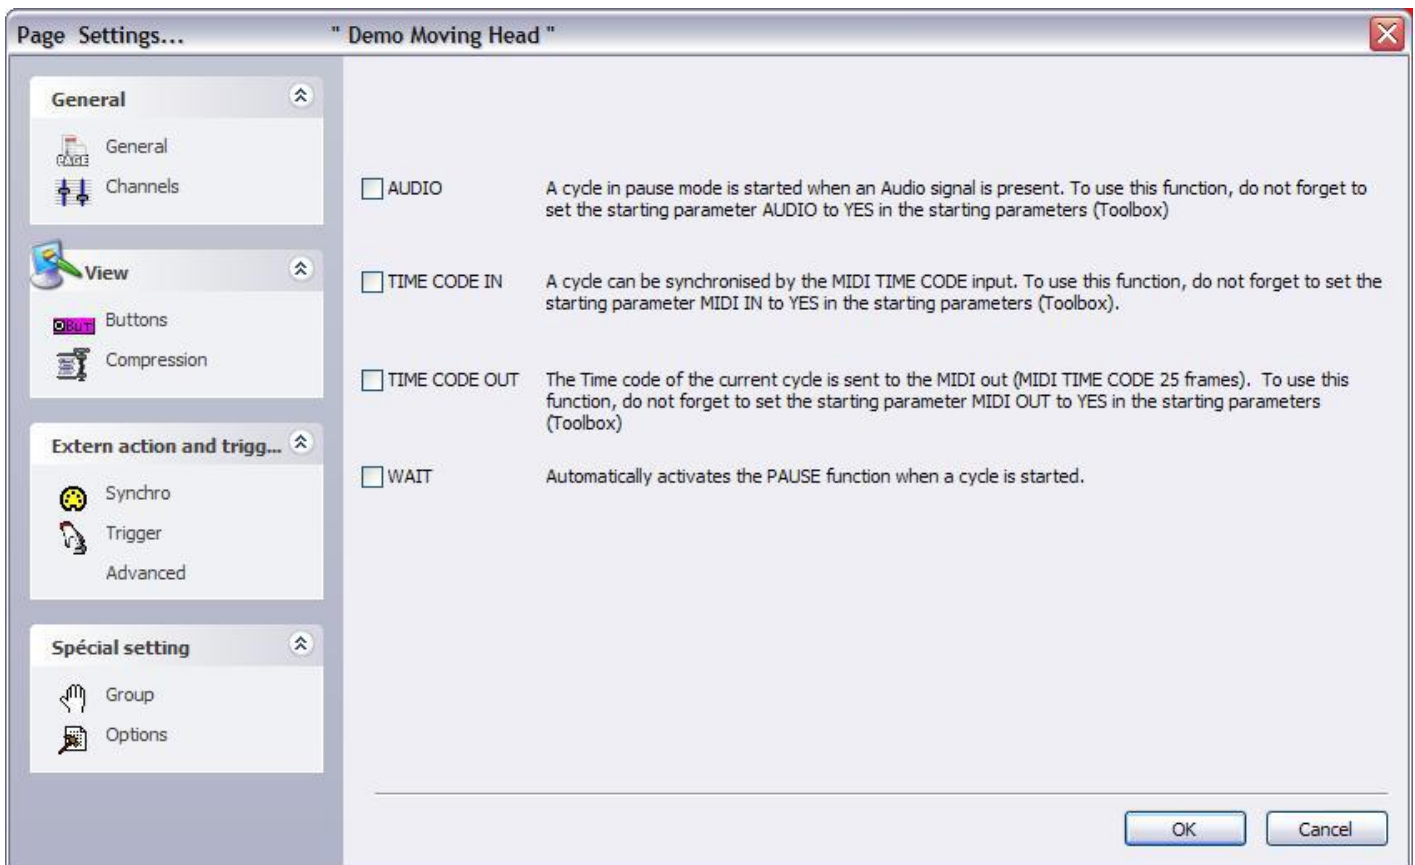 Page Settings... " Demo Moving Head "
General
PAGE
General
Channels
View
OBUT
Buttons
Compression
Extern action and trigg...
Synchro
Trigger
Advanced
Spécial setting
Group
Options
AUDIO A cycle in pause mode is started when an Audio signal is present. To use this function, do not forget to
set the starting parameter AUDIO to YES in the starting parameters (Toolbox)
TIME CODE IN A cycle can be synchronised by the MIDI TIME CODE input. To use this function, do not forget to set the
starting parameter MIDI IN to YES in the starting parameters (Toolbox).
TIME CODE OUT The Time code of the current cycle is sent to the MIDI out (MIDI TIME CODE 25 frames). To use this
function, do not forget to set the starting parameter MIDI OUT to YES in the starting parameters
(Toolbox)
WAIT Automatically activates the PAUSE function when a cycle is started.
OK Cancel